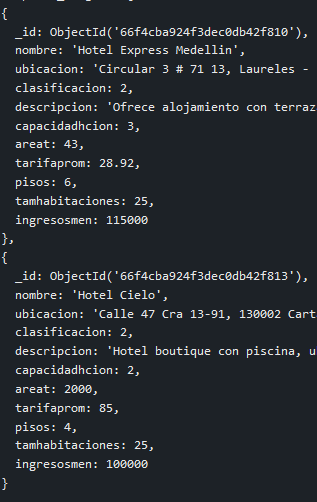 {
_id: ObjectId('66f4cba924f3dec0db42f810'),
nombre: 'Hotel Express Medellin',
ubicacion: 'Circular 3 # 71 13, Laureles -
clasificacion: 2,
descripcion: 'Ofrece alojamiento con terraz
capacidadhcion: 3,
areat: 43,
tarifaprom: 28.92,
pisos: 6,
tamhabitaciones: 25,
ingresosmen: 115000
},
{
_id: ObjectId('66f4cba924f3dec0db42f813'),
nombre: 'Hotel Cielo',
ubicacion: 'Calle 47 Cra 13-91, 130002 Cart
clasificacion: 2,
descripcion: 'Hotel boutique con piscina, u
capacidadhcion: 2,
areat: 2000,
tarifaprom: 85,
pisos: 4,
tamhabitaciones: 25,
ingresosmen: 100000
}